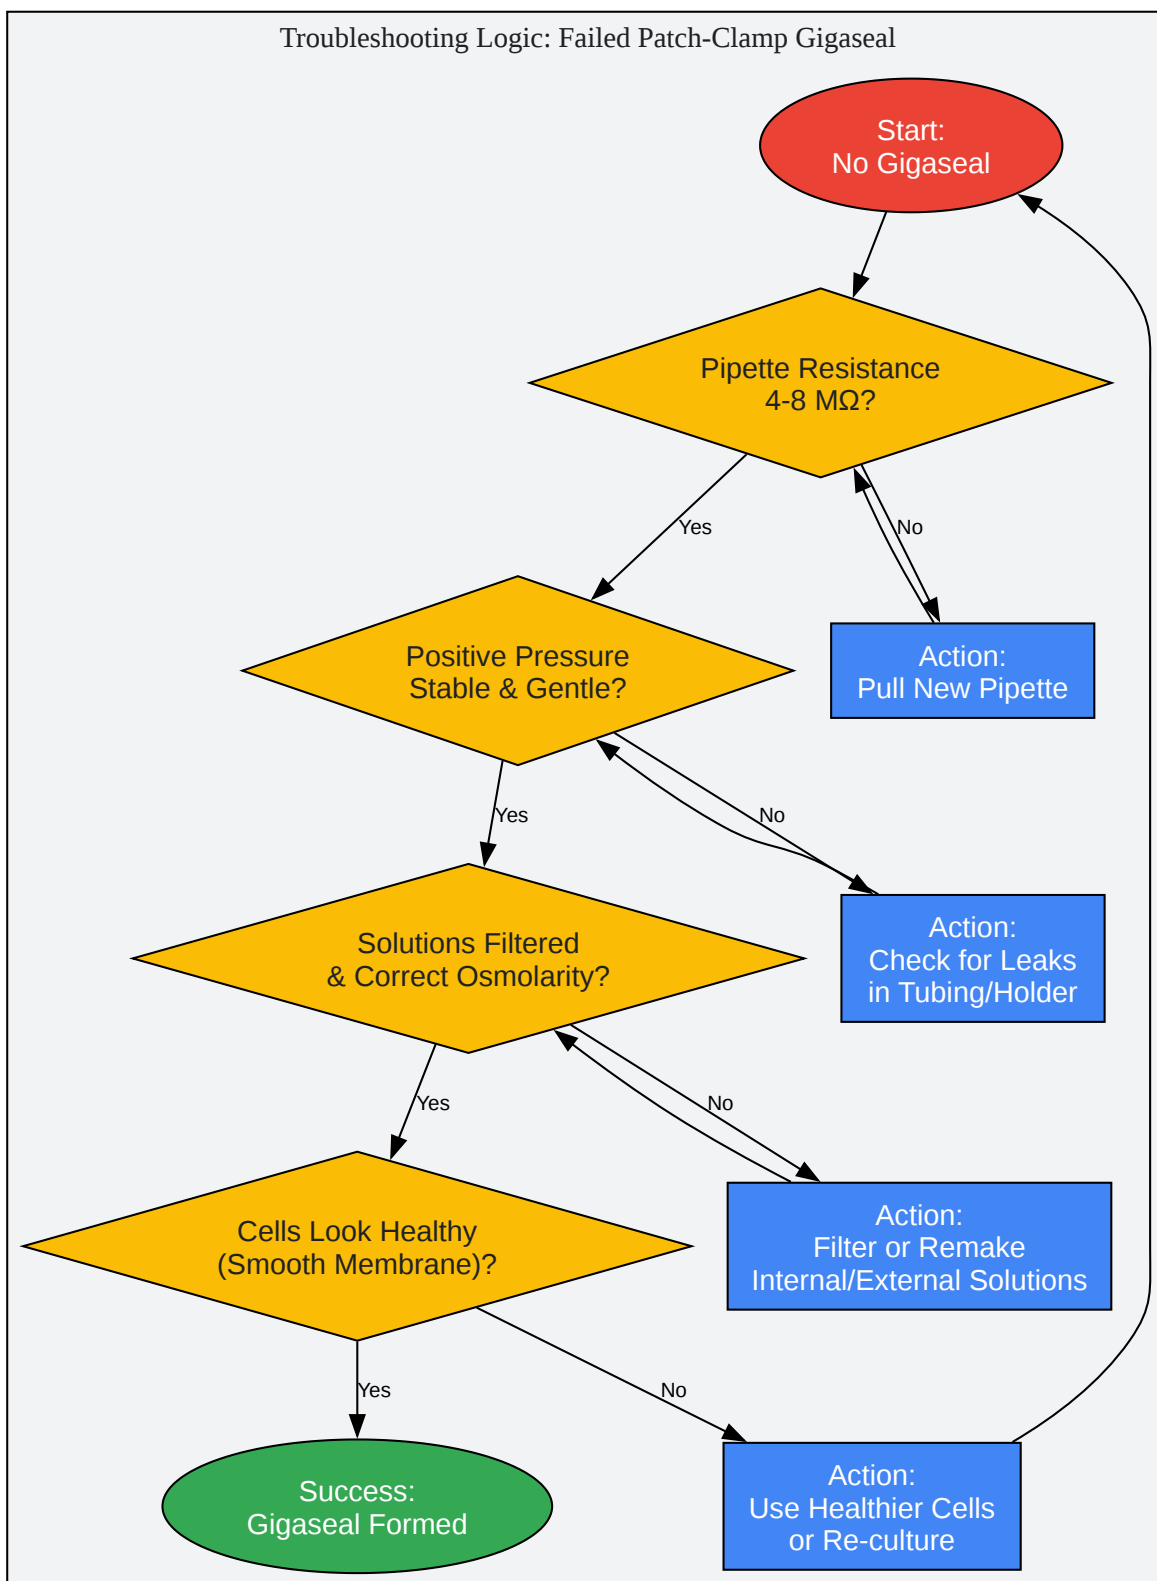 Troubleshooting Logic: Failed Patch-Clamp Gigaseal
Start:
No Gigaseal
Pipette Resistance
4-8 MΩ?
Yes
No
Positive Pressure
Stable & Gentle?
Action:
Pull New Pipette
Yes
No
Solutions Filtered
& Correct Osmolarity?
Action:
Check for Leaks
in Tubing/Holder
Yes
No
Cells Look Healthy
(Smooth Membrane)?
Action:
Filter or Remake
Internal/External Solutions
Yes
No
Success:
Gigaseal Formed
Action:
Use Healthier Cells
or Re-culture